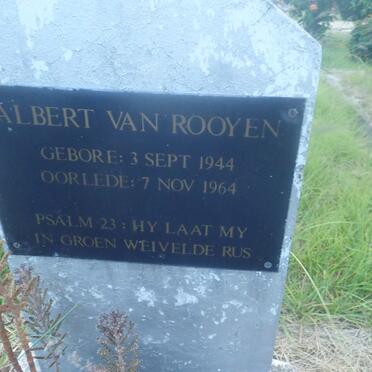 ALBERT VAN ROOYEN
GEBORE: 3 SEPT 1944
OORLEDE: 7 NOV 1964
PSALM 23: HY LAAT MY
IN GROEN WEIVELDE RUS